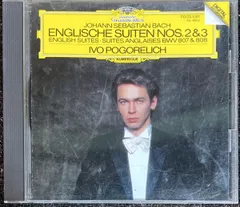 JOHANN SEBASTIAN BACH
ENGLISCHE SUITEN NOS. 2 & 3
ENGLISH SUITES · SUITES ANGLAISES BWV 807 & 808
IVO POGORELICH